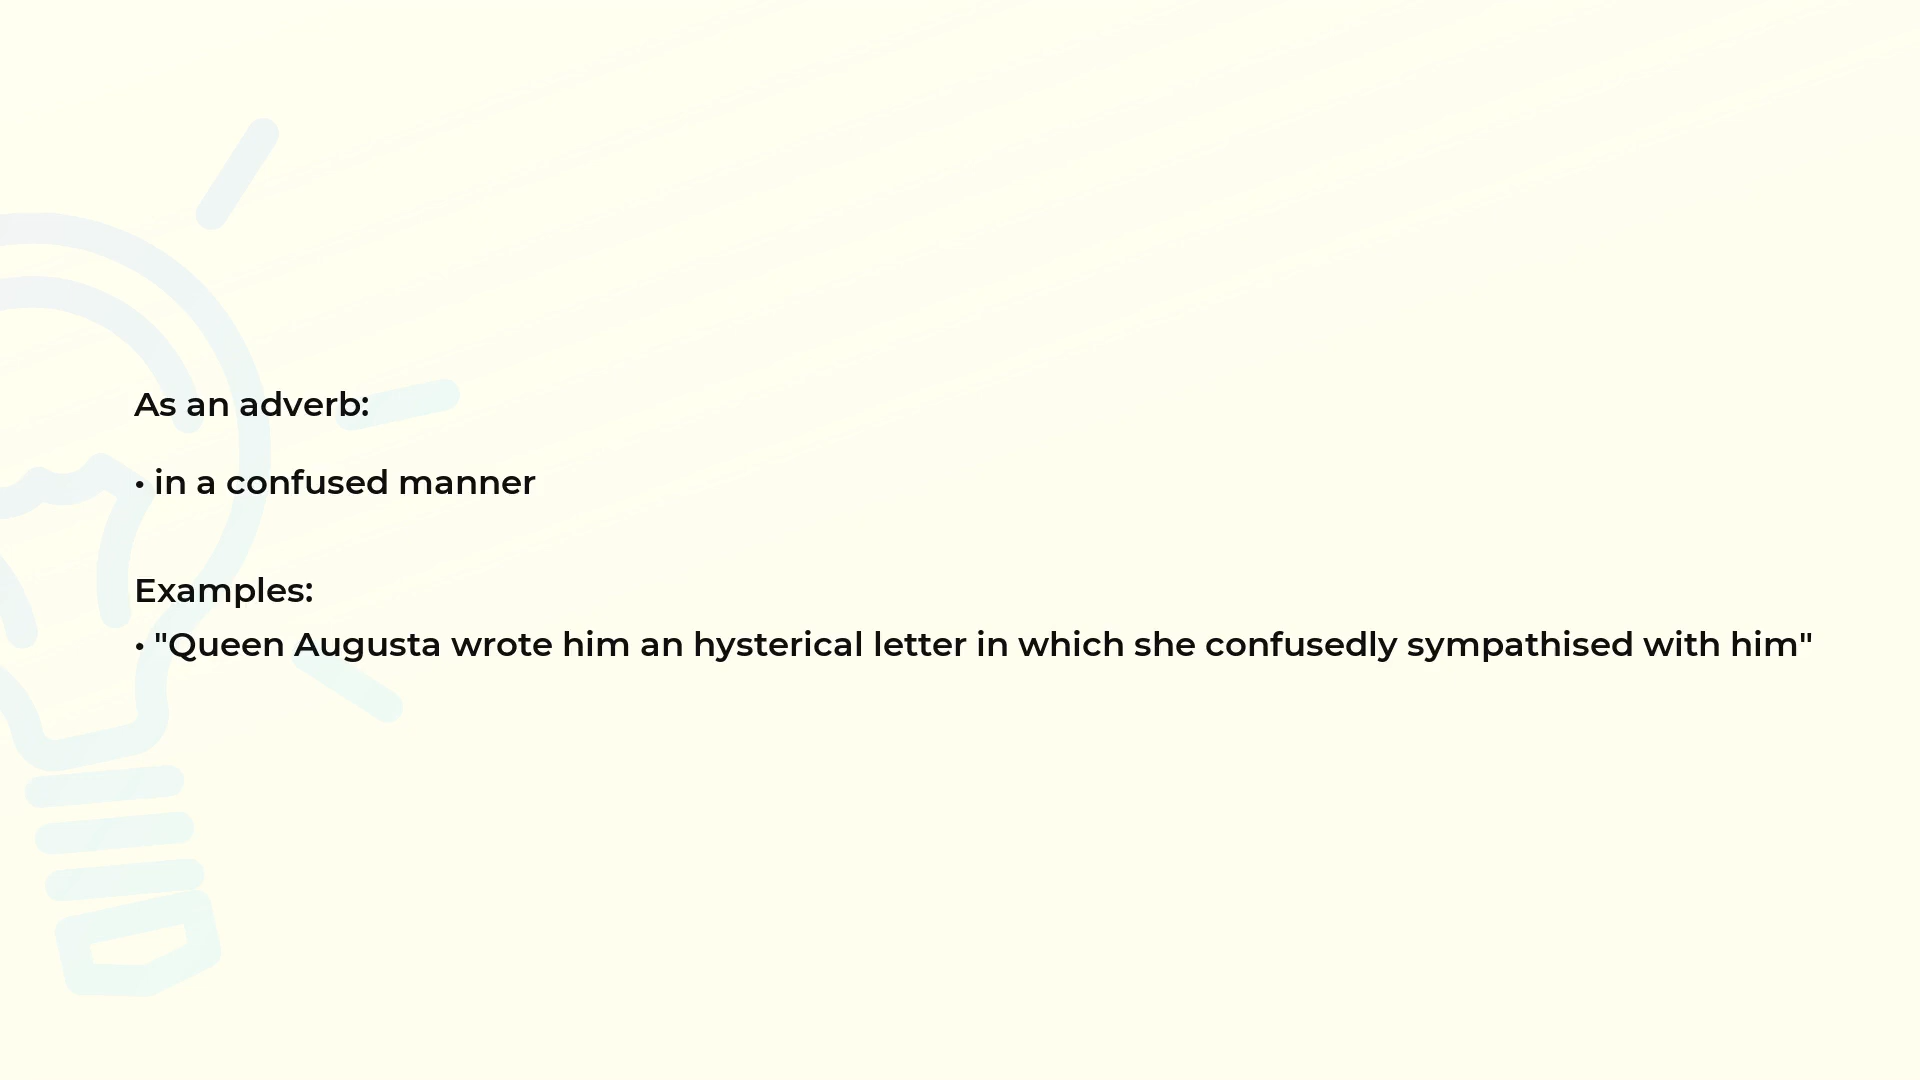 As an adverb:
• in a confused manner
Examples:
• "Queen Augusta wrote him an hysterical letter in which she confusedly sympathised with him"